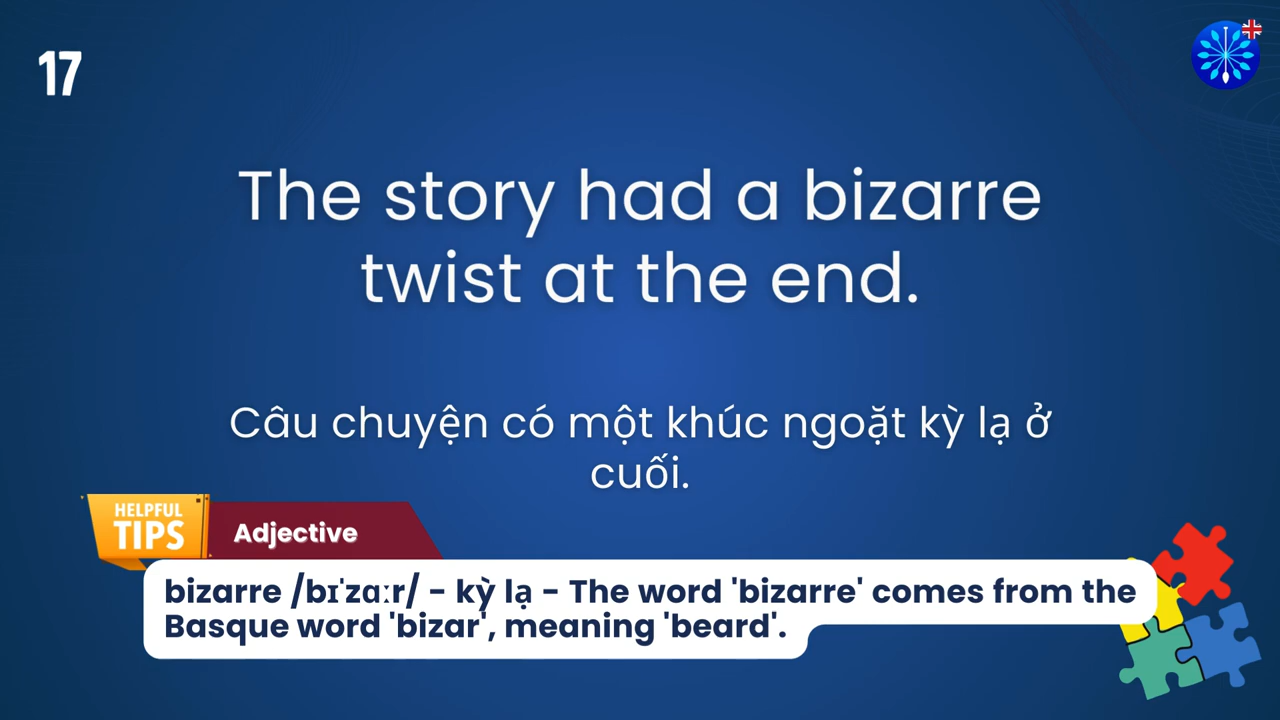 17
The story had a bizarre
twist at the end.
Câu chuyện có một khúc ngoặt kỳ lạ ở
cuối.
HELPFUL
TIPS
Adjective
bizarre /bɪˈzɑːr/ - kỳ lạ - The word 'bizarre' comes from the
Basque word 'bizar', meaning 'beard'.